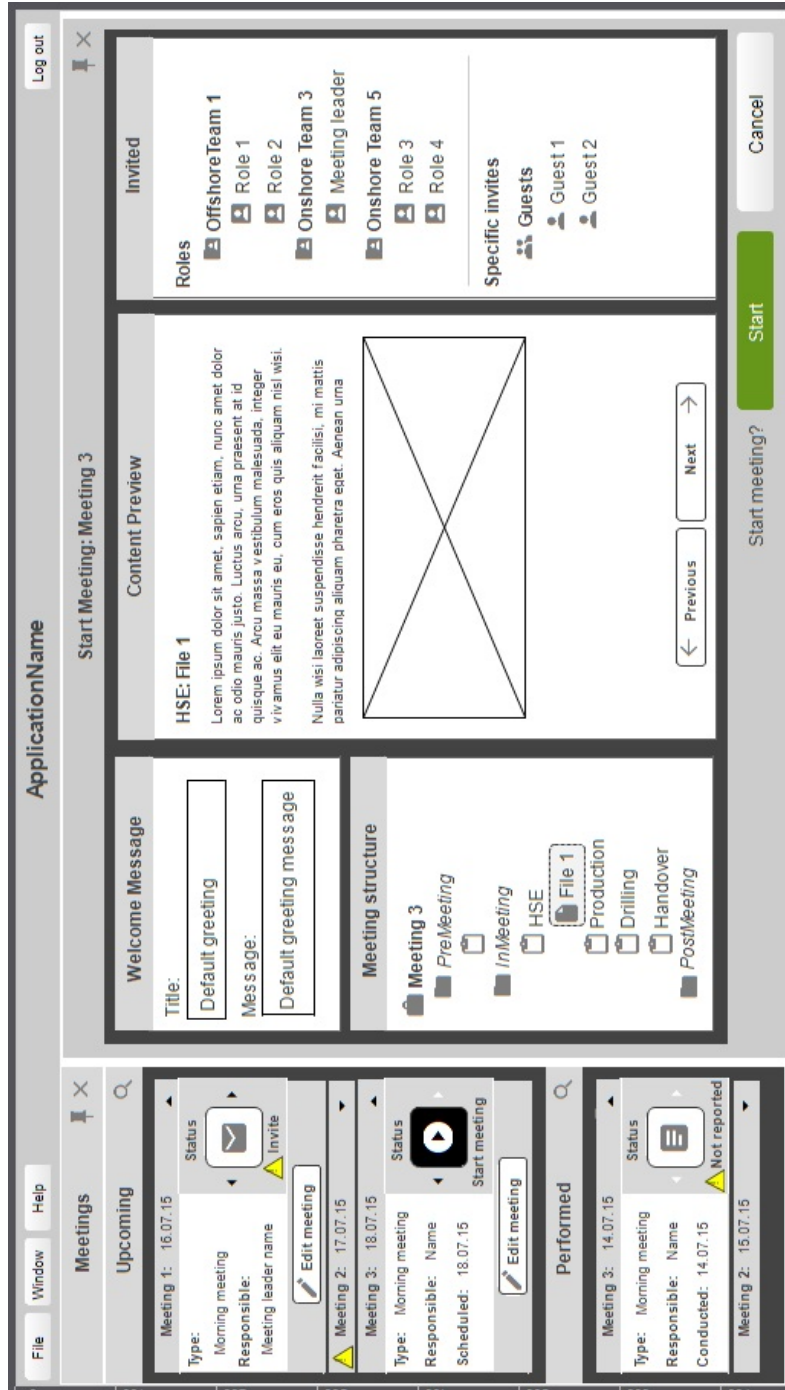 ApplicationName
File
Window
Help
Log out
Meetings
Upcoming
Meeting 1: 16.07.15
Type:
Morning meeting
Responsible:
Meeting leader name
Status
Invite
Edit meeting
Meeting 2: 17.07.15
Meeting 3: 18.07.15
Type: Morning meeting
Responsible: Name
Scheduled: 18.07.15
Status
Start meeting
Edit meeting
Performed
Meeting 3: 14.07.15
Type: Morning meeting
Responsible: Name
Conducted: 14.07.15
Status
Not reported
Meeting 2: 15.07.15
Start Meeting: Meeting 3
Welcome Message
Title:
Default greeting
Message:
Default greeting message
Meeting structure
Meeting 3
PreMeeting
InMeeting
HSE
File 1
Production
Drilling
Handover
PostMeeting
Content Preview
HSE: File 1
Lorem ipsum dolor sit amet, sapien etiam, nunc amet dolor
ac odio mauris justo. Luctus arcu, urna praesent at id
quisque ac. Arcu massa vestibulum malesuada, integer
vivamus elit eu mauris eu, cum eros quis aliquam nisl wisi.
Nulla wisi laoreet suspendisse hendrerit facilisi, mi mattis
pariatur adipiscing aliquam pharetra eget. Aenean urna
Previous
Next
Invited
Roles
OffshoreTeam 1
Role 1
Role 2
Onshore Team 3
Meeting leader
Onshore Team 5
Role 3
Role 4
Specific invites
Guests
Guest 1
Guest 2
Start meeting?
Start
Cancel